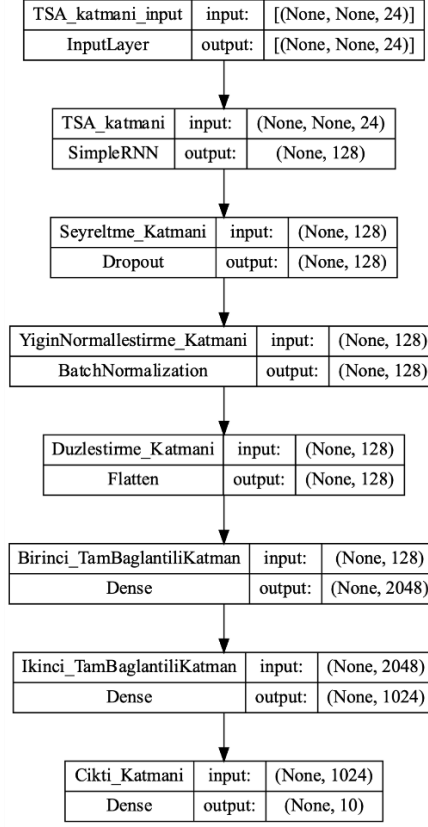 TSA_katmani_input input: [(None, None, 24)]
InputLayer output: [(None, None, 24)]
TSA_katmani input: (None, None, 24)
SimpleRNN output: (None, 128)
Seyreltme_Katmani input: (None, 128)
Dropout output: (None, 128)
YiginNormallestirme_Katmani input: (None, 128)
BatchNormalization output: (None, 128)
Duzlestirme_Katmani input: (None, 128)
Flatten output: (None, 128)
Birinci_TamBaglantiliKatman input: (None, 128)
Dense output: (None, 2048)
Ikinci_TamBaglantiliKatman input: (None, 2048)
Dense output: (None, 1024)
Cikti_Katmani input: (None, 1024)
Dense output: (None, 10)